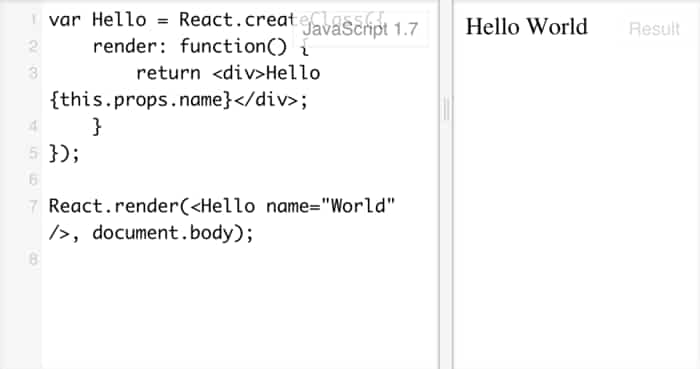 1 var Hello = React.createClass({
JavaScript 1.7
2 render: function() {
3 return <div>Hello
{this.props.name}</div>;
4 }
5 });
6
7 React.render(<Hello name="World"
/>, document.body);
8
Hello World
Result